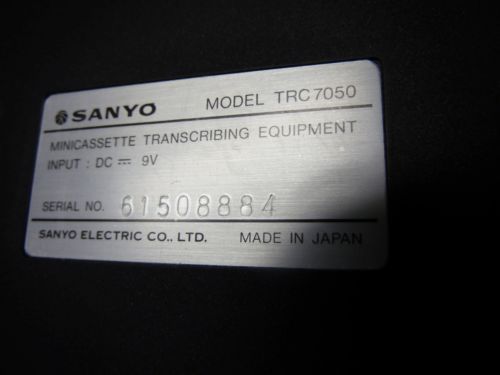 SANYO MODEL TRC7050
MINICASSETTE TRANSCRIBING EQUIPMENT
INPUT : DC ⎓ 9V
SERIAL NO. 61508884
SANYO ELECTRIC CO., LTD. MADE IN JAPAN